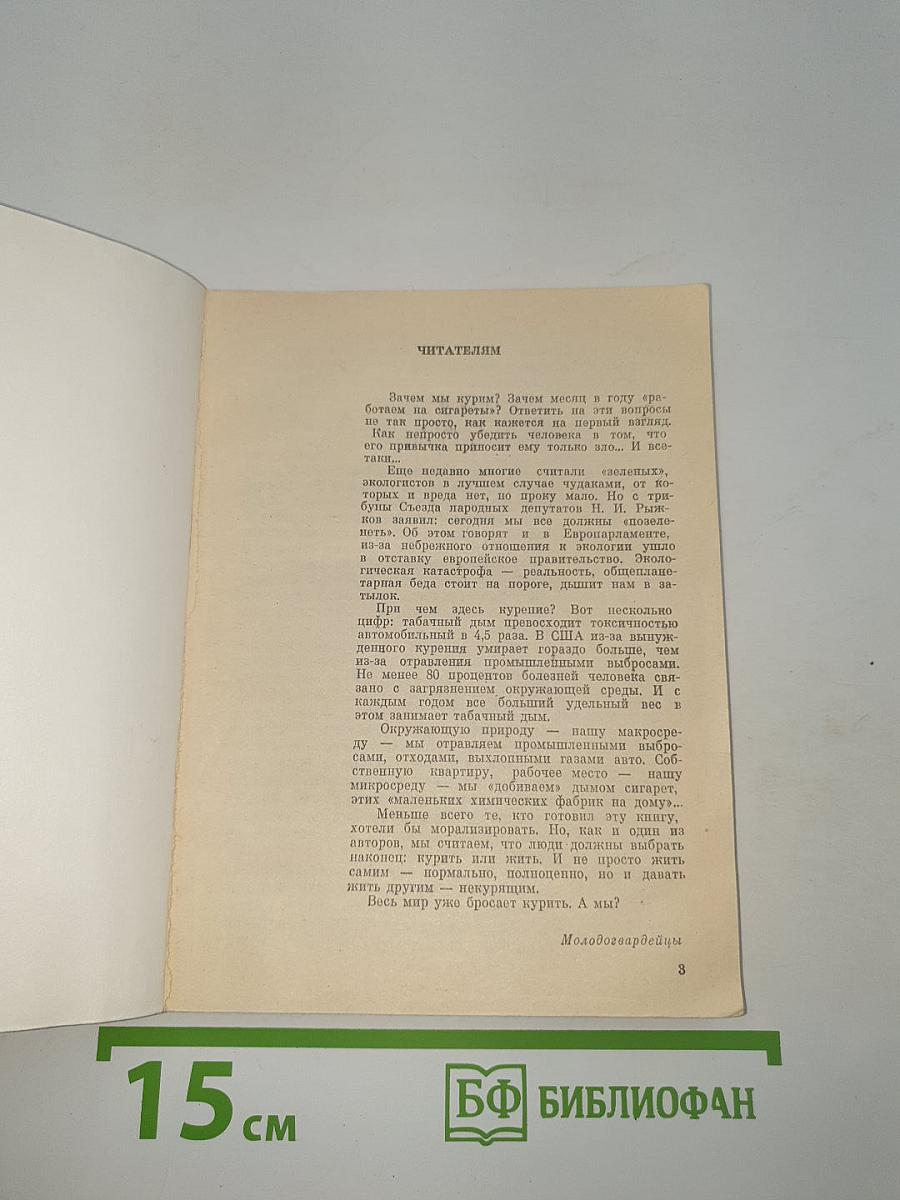 ЧИТАТЕЛЯМ
Зачем мы курим? Зачем месяц в году «ра-
ботаем на сигареты»? Ответить на эти вопросы
не так просто, как кажется на первый взгляд.
Как непросто убедить человека в том, что
его привычка приносит ему только зло... И все-
таки...
Еще недавно многие считали «зеленых»,
экологистов в лучшем случае чудаками, от ко-
торых и вреда нет, но проку мало. Но с три-
буны Съезда народных депутатов Н. И. Рыж-
ков заявил: сегодня мы все должны «позеле-
неть». Об этом говорят и в Европарламенте,
из-за небрежного отношения к экологии ушло
в отставку европейское правительство. Эколо-
гическая катастрофа — реальность, общеплане-
тарная беда стоит на пороге, дышит нам в за-
тылок.
При чем здесь курение? Вот несколько
цифр: табачный дым превосходит токсичностью
автомобильный в 4,5 раза. В США из-за вынуж-
денного курения умирает гораздо больше, чем
из-за отравления промышленными выбросами.
Не менее 80 процентов болезней человека свя-
зано с загрязнением окружающей среды. И с
каждым годом все больший удельный вес в
этом занимает табачный дым.
Окружающую природу — нашу макросре-
ду — мы отравляем промышленными выбро-
сами, отходами, выхлопными газами авто. Соб-
ственную квартиру, рабочее место — нашу
микросреду — мы «добиваем» дымом сигарет,
этих «маленьких химических фабрик на дому»...
Меньше всего те, кто готовил эту книгу,
хотели бы морализировать. Но, как и один из
авторов, мы считаем, что люди должны выбрать
наконец: курить или жить. И не просто жить
самим — нормально, полноценно, но и давать
жить другим — некурящим.
Весь мир уже бросает курить. А мы?
Молодогвардейцы
3
15 см
БФ БИБЛИОФАН